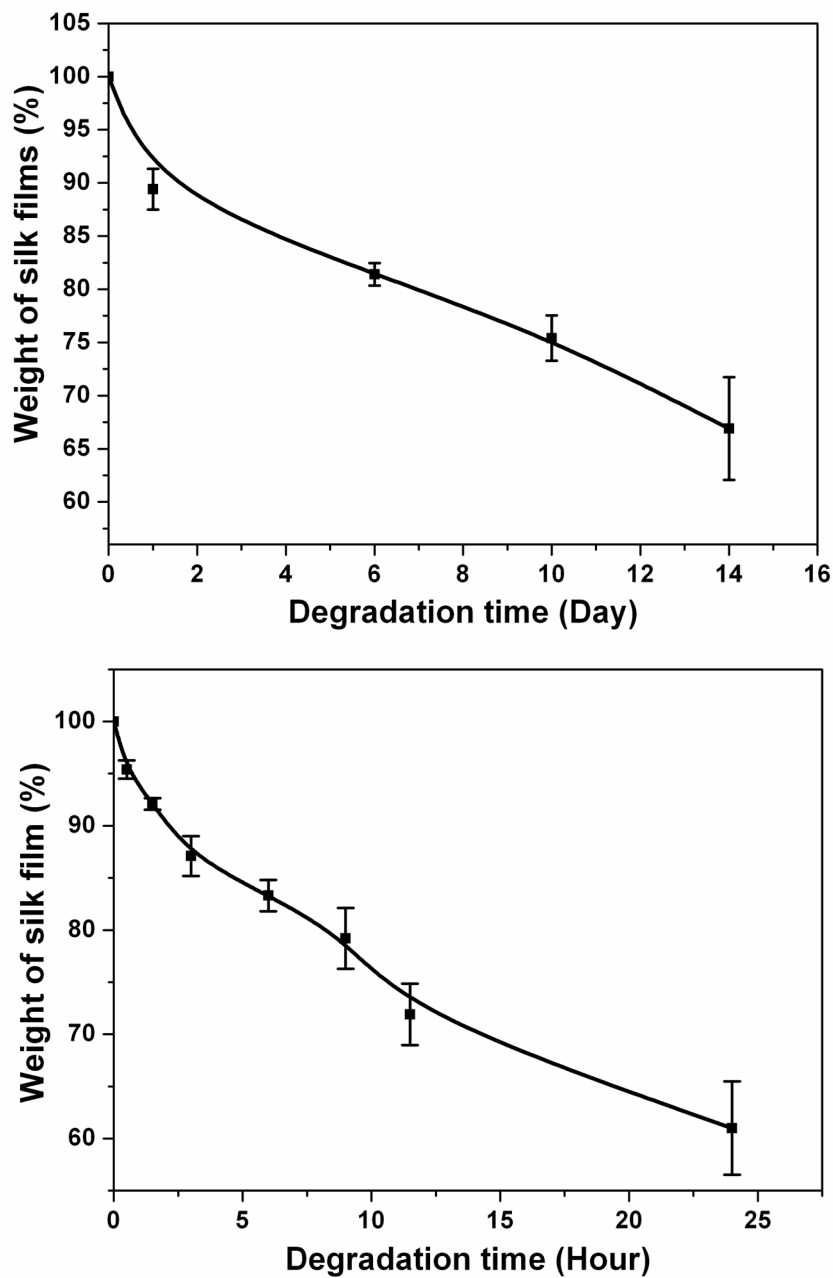 105
100
95
90
85
80
75
70
65
60
Weight of silk films (%)
0 2 4 6 8 10 12 14 16
Degradation time (Day)
100
90
80
70
60
Weight of silk film (%)
0 5 10 15 20 25
Degradation time (Hour)